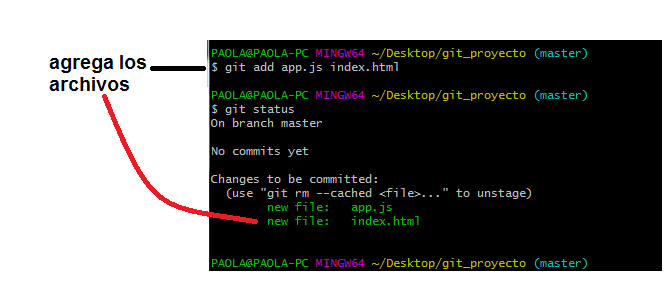 agrega los
archivos
PAOLA@PAOLA-PC MINGW64 ~/Desktop/git_proyecto (master)
$ git add app.js index.html
PAOLA@PAOLA-PC MINGW64 ~/Desktop/git_proyecto (master)
$ git status
On branch master
No commits yet
Changes to be committed:
  (use "git rm --cached <file>..." to unstage)
        new file:   app.js
        new file:   index.html
PAOLA@PAOLA-PC MINGW64 ~/Desktop/git_proyecto (master)